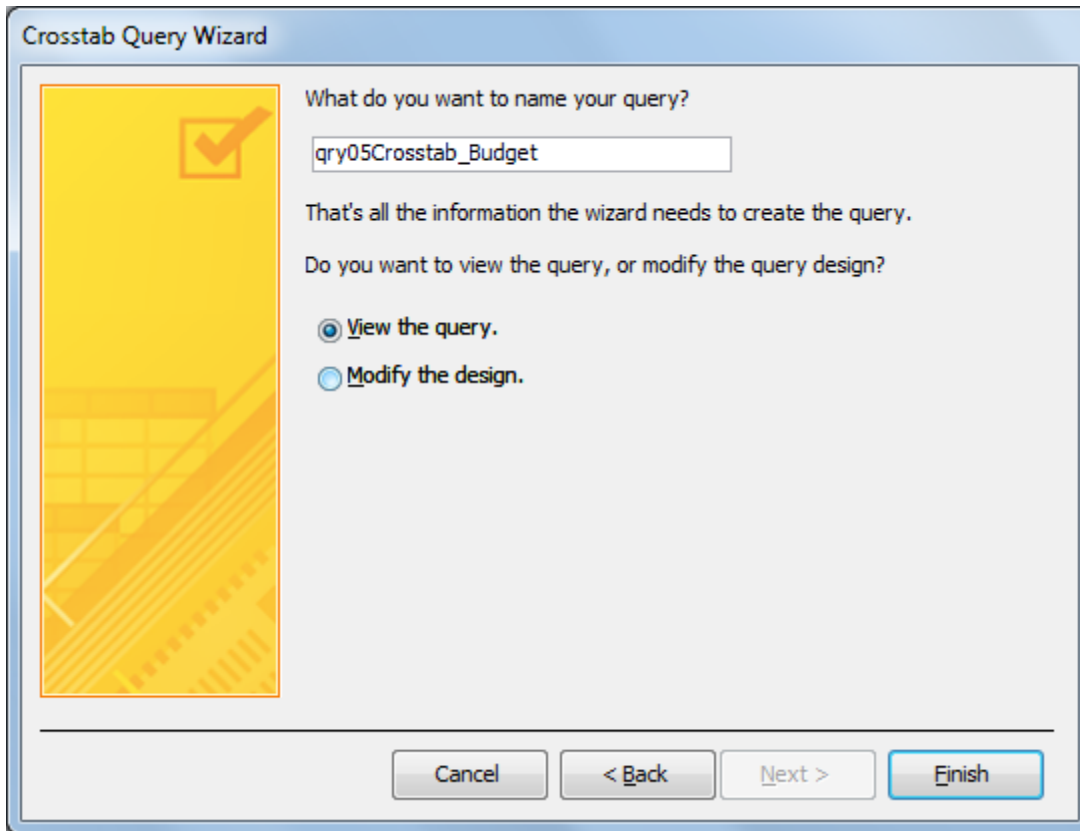 Crosstab Query Wizard
What do you want to name your query?
qry05Crosstab_Budget
That's all the information the wizard needs to create the query.
Do you want to view the query, or modify the query design?
View the query.
Modify the design.
Cancel
< Back
Next >
Finish